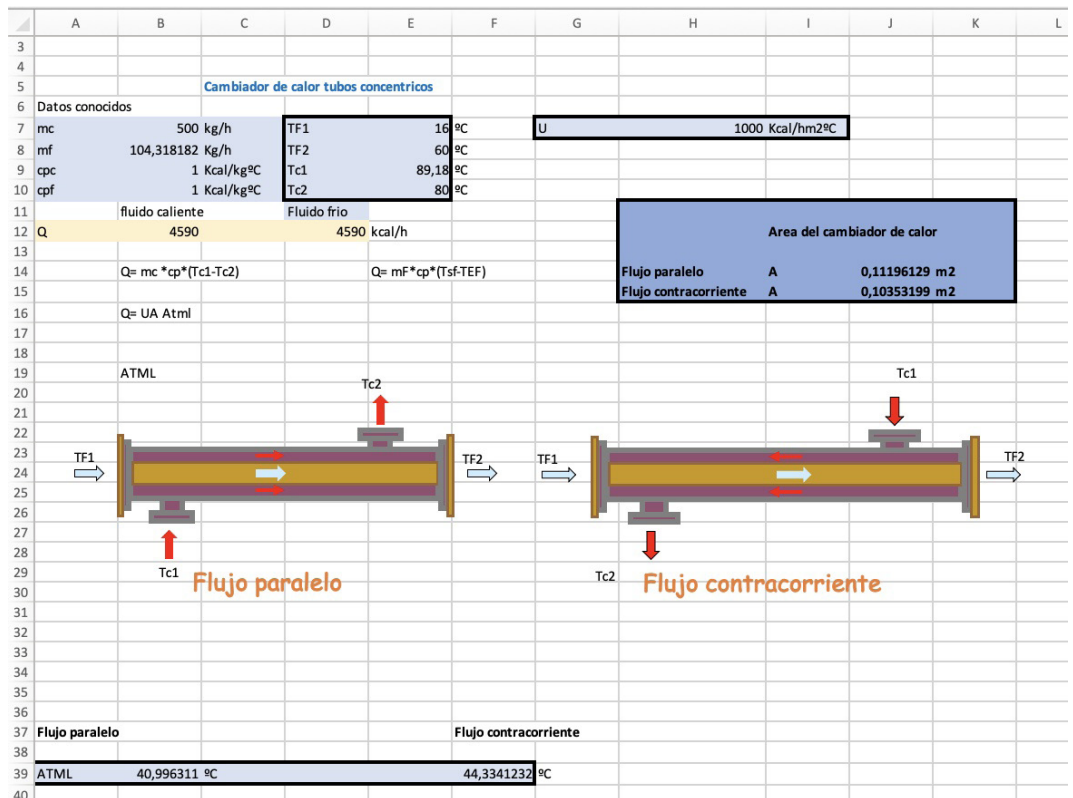 A B C D E F G H I J K L
3
4
5 Cambiador de calor tubos concentricos
6 Datos conocidos
7 mc 500 kg/h TF1 16 ºC U 1000 Kcal/hm2ºC
8 mf 104,318182 Kg/h TF2 60 ºC
9 cpc 1 Kcal/kgºC Tc1 89,18 ºC
10 cpf 1 Kcal/kgºC Tc2 80 ºC
11 fluido caliente Fluido frio
12 Q 4590 4590 kcal/h Area del cambiador de calor
13
14 Q= mc *cp*(Tc1-Tc2) Q= mF*cp*(Tsf-TEF) Flujo paralelo A 0,11196129 m2
15 Flujo contracorriente A 0,10353199 m2
16 Q= UA Atml
17
18
19 ATML Tc1
20 Tc2
21
22
23 TF1 TF2 TF1 TF2
24
25
26
27
28
29 Tc1 Flujo paralelo Tc2 Flujo contracorriente
30
31
32
33
34
35
36
37 Flujo paralelo Flujo contracorriente
38
39 ATML 40,996311 ºC 44,3341232 ºC
40